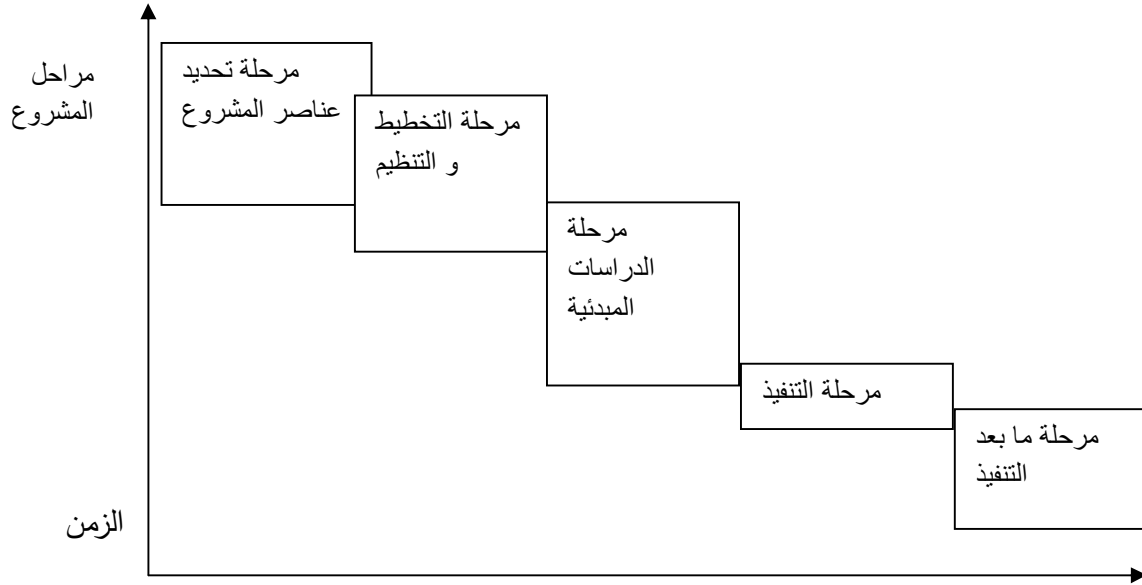 مراحل
المشروع
مرحلة تحديد
عناصر المشروع
مرحلة التخطيط
و التنظيم
مرحلة
الدراسات
المبدئية
مرحلة التنفيذ
مرحلة ما بعد
التنفيذ
الزمن